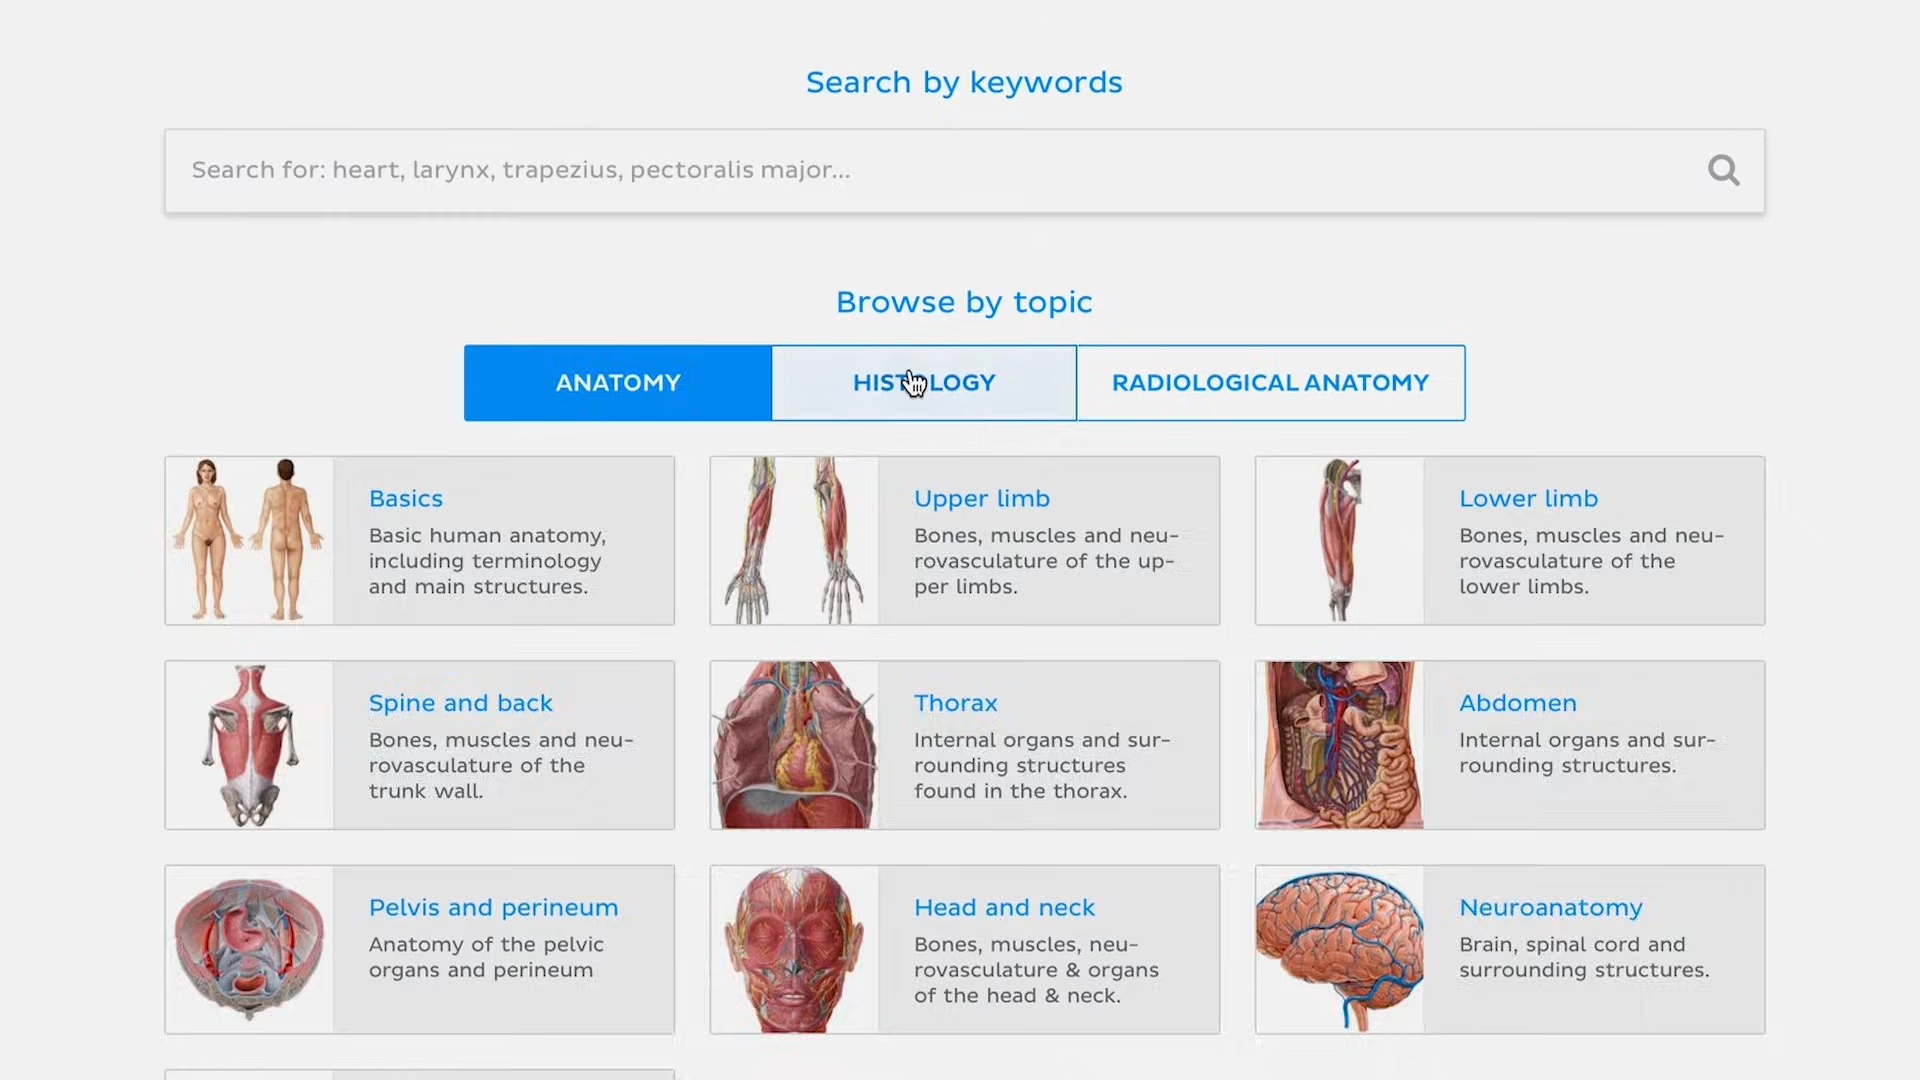 Search by keywords
Search for: heart, larynx, trapezius, pectoralis major...
Browse by topic
ANATOMY
HISTOLOGY
RADIOLOGICAL ANATOMY
Basics
Basic human anatomy,
including terminology
and main structures.
Upper limb
Bones, muscles and neu-
rovasculature of the up-
per limbs.
Lower limb
Bones, muscles and neu-
rovasculature of the
lower limbs.
Spine and back
Bones, muscles and neu-
rovasculature of the
trunk wall.
Thorax
Internal organs and sur-
rounding structures
found in the thorax.
Abdomen
Internal organs and sur-
rounding structures.
Pelvis and perineum
Anatomy of the pelvic
organs and perineum
Head and neck
Bones, muscles, neu-
rovasculature & organs
of the head & neck.
Neuroanatomy
Brain, spinal cord and
surrounding structures.